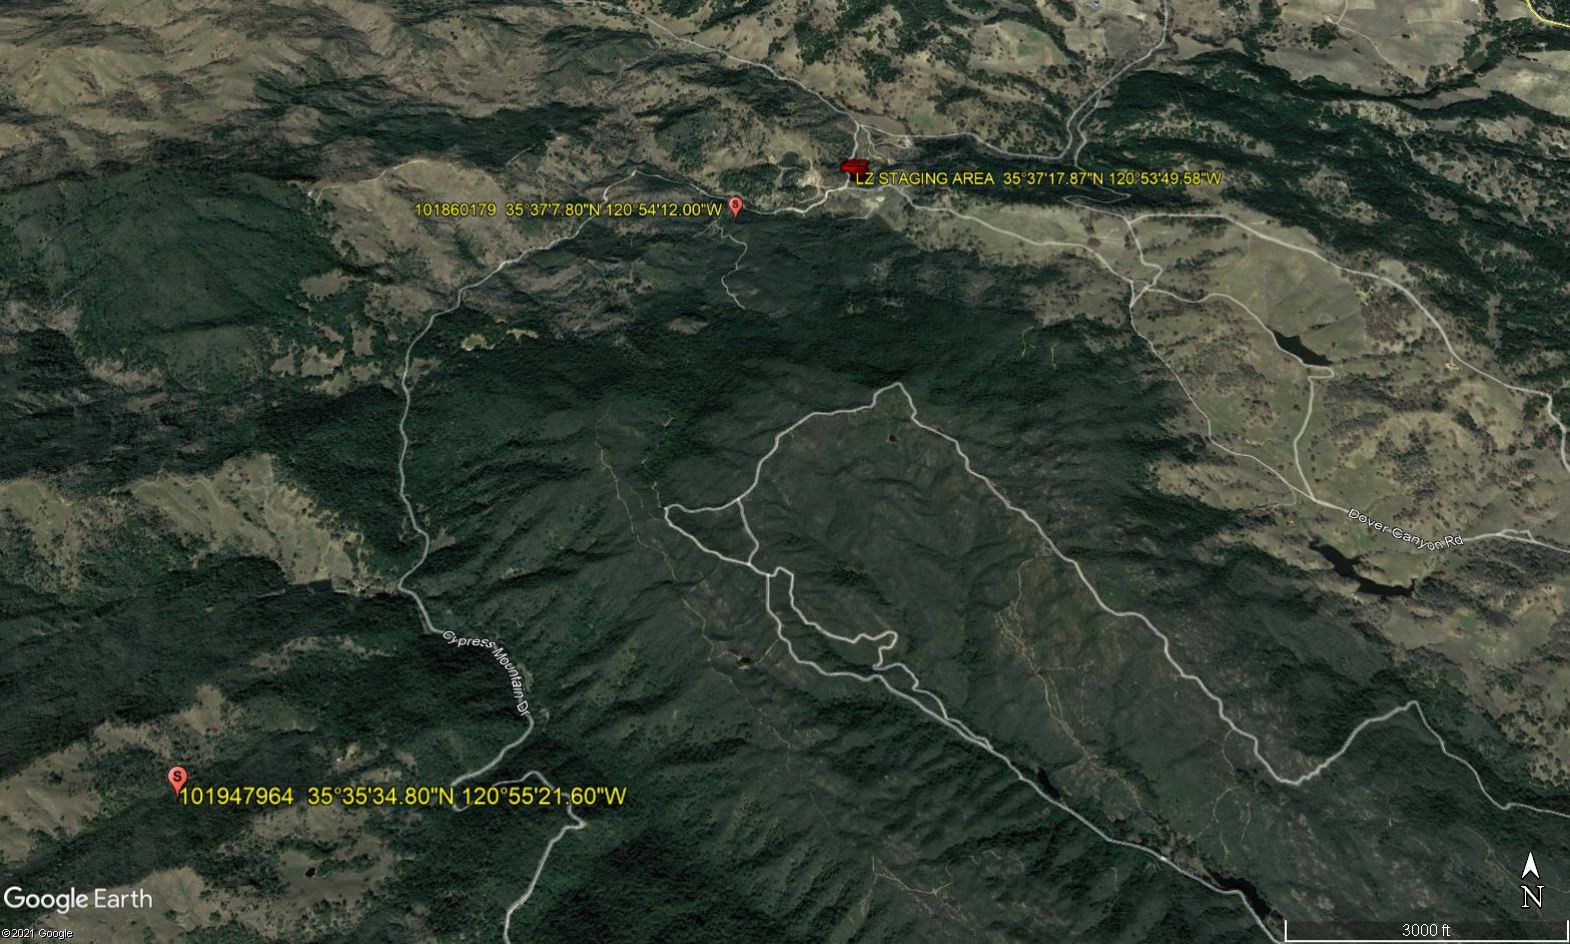 LZ STAGING AREA  35°37'17.87"N 120°53'49.58"W
S
101860179  35°37'7.80"N 120°54'12.00"W
Dover Canyon Rd
Cypress Mountain Dr
S
101947964  35°35'34.80"N 120°55'21.60"W
Google Earth
N
©2021 Google
3000 ft